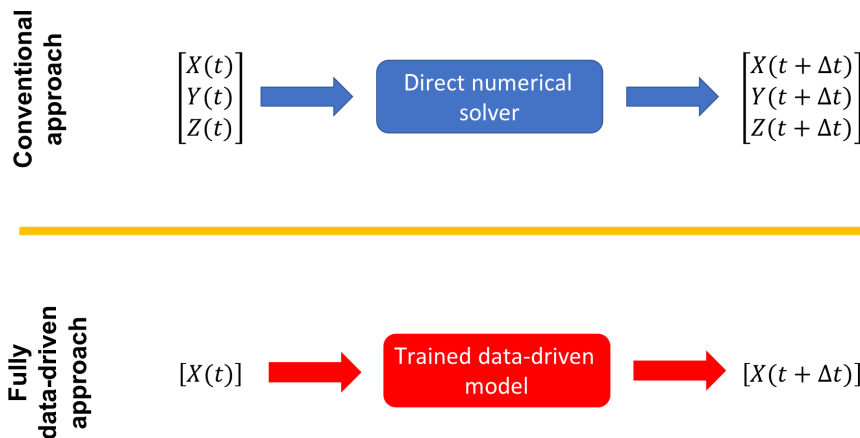 Conventional
approach
[X(t)
Y(t)
Z(t)]
Direct numerical
solver
[X(t + Δt)
Y(t + Δt)
Z(t + Δt)]
Fully
data-driven
approach
[X(t)]
Trained data-driven
model
[X(t + Δt)]